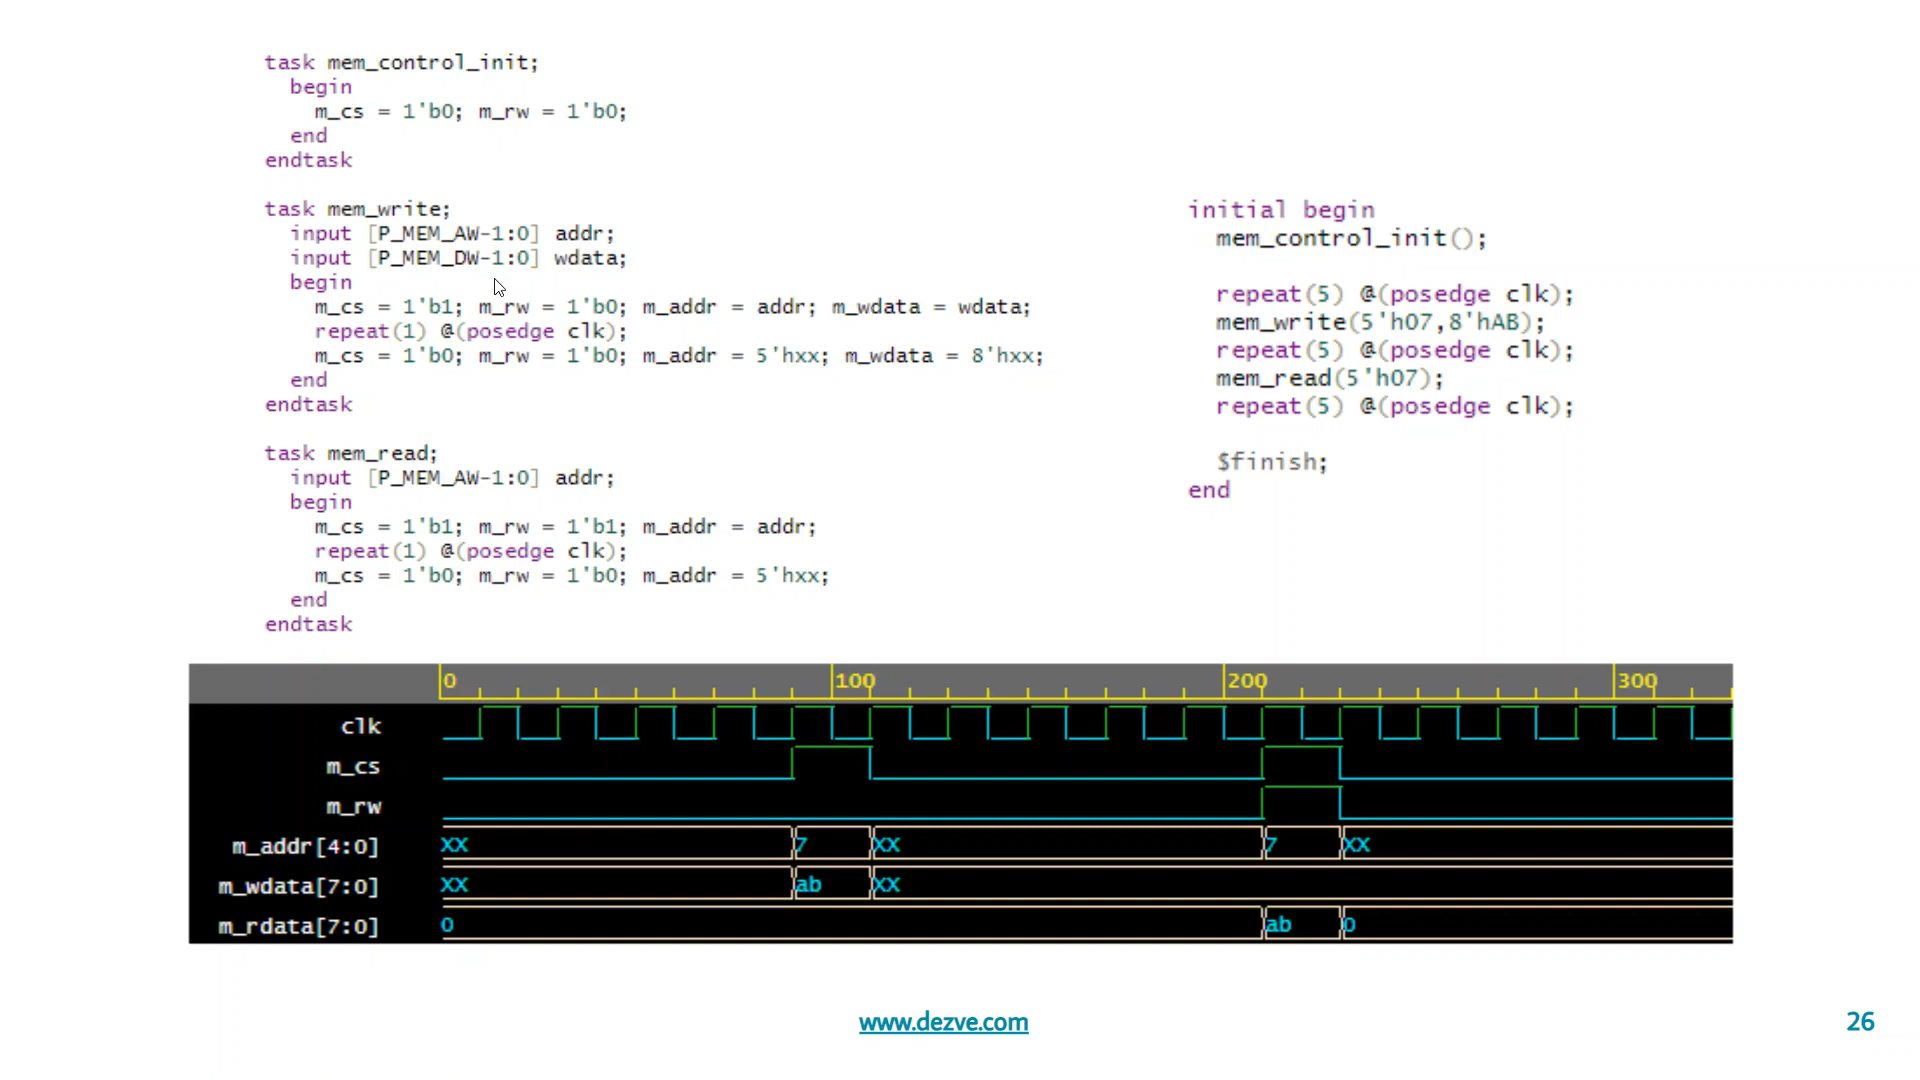 task mem_control_init;
begin
m_cs = 1'b0; m_rw = 1'b0;
end
endtask
task mem_write;
input [P_MEM_AW-1:0] addr;
input [P_MEM_DW-1:0] wdata;
begin
m_cs = 1'b1; m_rw = 1'b0; m_addr = addr; m_wdata = wdata;
repeat(1) @(posedge clk);
m_cs = 1'b0; m_rw = 1'b0; m_addr = 5'hxx; m_wdata = 8'hxx;
end
endtask
task mem_read;
input [P_MEM_AW-1:0] addr;
begin
m_cs = 1'b1; m_rw = 1'b1; m_addr = addr;
repeat(1) @(posedge clk);
m_cs = 1'b0; m_rw = 1'b0; m_addr = 5'hxx;
end
endtask
initial begin
mem_control_init();
repeat(5) @(posedge clk);
mem_write(5'h07,8'hAB);
repeat(5) @(posedge clk);
mem_read(5'h07);
repeat(5) @(posedge clk);
$finish;
end
0 100 200 300
clk
m_cs
m_rw
m_addr[4:0] XX 7 XX 7 XX
m_wdata[7:0] XX ab XX
m_rdata[7:0] 0 ab 0
www.dezve.com
26